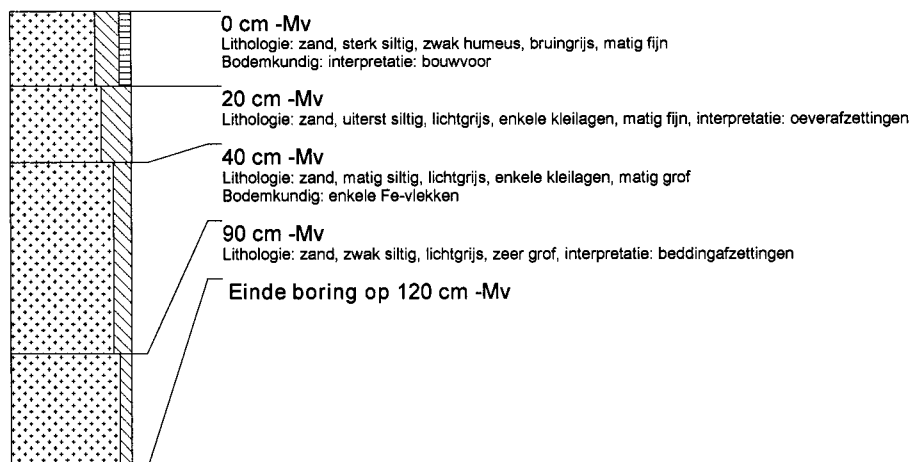 0 cm -Mv
Lithologie: zand, sterk siltig, zwak humeus, bruingrijs, matig fijn
Bodemkundig: interpretatie: bouwvoor
20 cm -Mv
Lithologie: zand, uiterst siltig, lichtgrijs, enkele kleilagen, matig fijn, interpretatie: oeverafzettingen
40 cm -Mv
Lithologie: zand, matig siltig, lichtgrijs, enkele kleilagen, matig grof
Bodemkundig: enkele Fe-vlekken
90 cm -Mv
Lithologie: zand, zwak siltig, lichtgrijs, zeer grof, interpretatie: beddingafzettingen
Einde boring op 120 cm -Mv